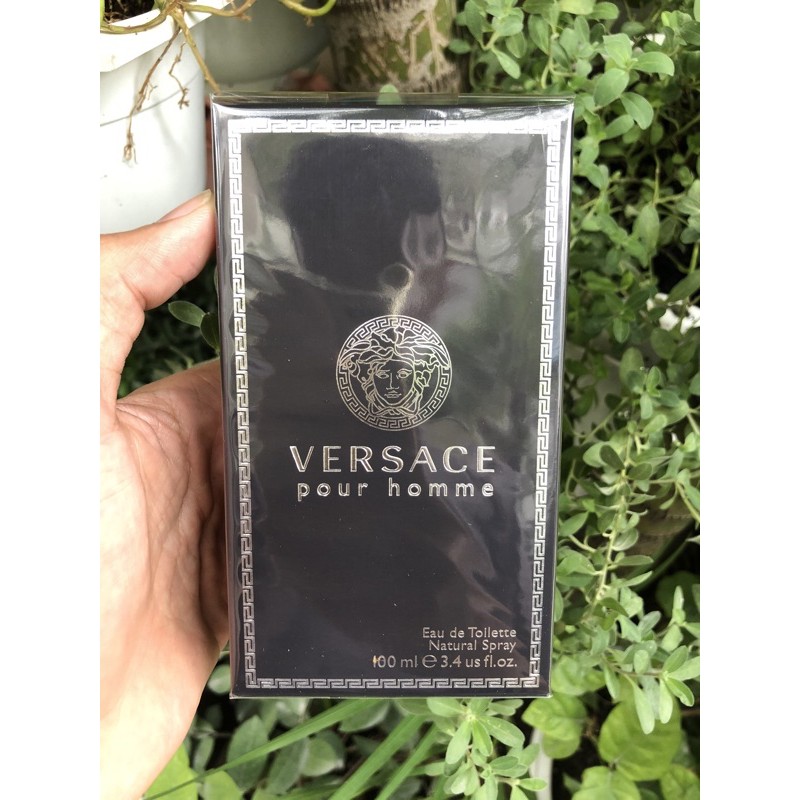 VERSACE
pour homme
Eau de Toilette
Natural Spray
100 ml ℮ 3.4 us fl.oz.